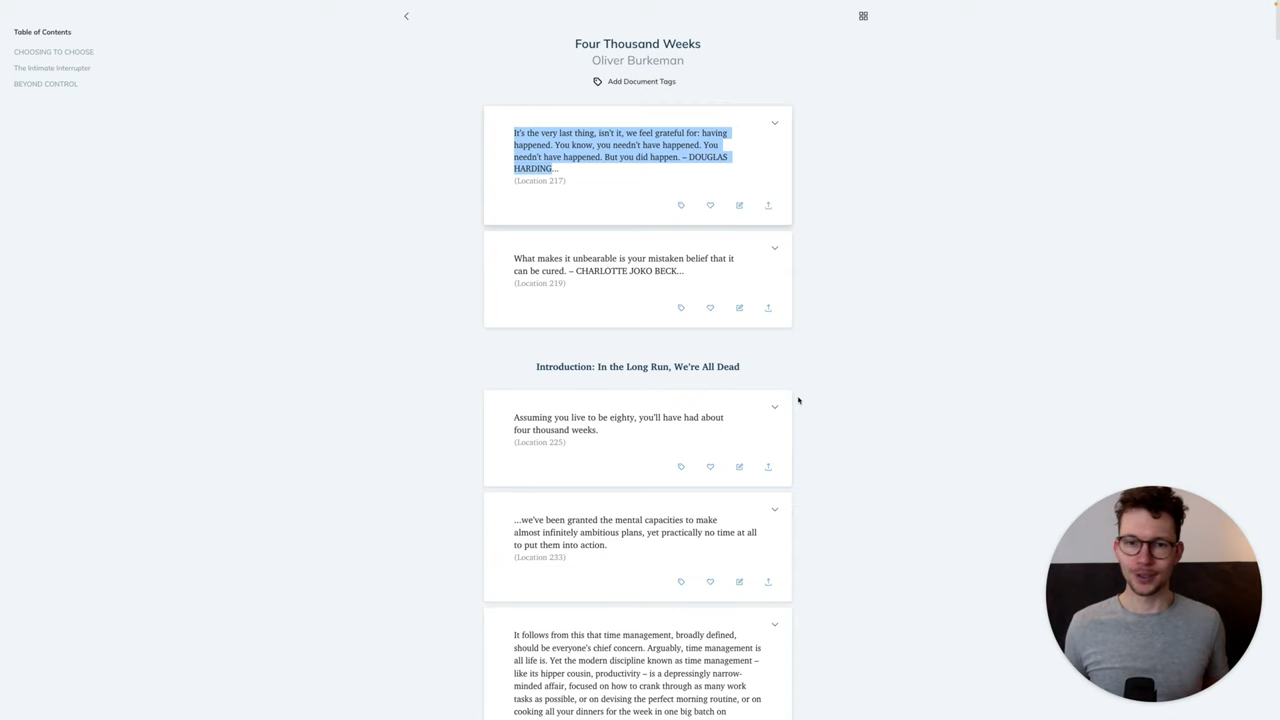 Table of Contents
CHOOSING TO CHOOSE
The Intimate Interrupter
BEYOND CONTROL
Four Thousand Weeks
Oliver Burkeman
Add Document Tags
It's the very last thing, isn't it, we feel grateful for: having
happened. You know, you needn't have happened. You
needn't have happened. But you did happen. – DOUGLAS
HARDING...
(Location 217)
What makes it unbearable is your mistaken belief that it
can be cured. – CHARLOTTE JOKO BECK...
(Location 219)
Introduction: In the Long Run, We're All Dead
Assuming you live to be eighty, you'll have had about
four thousand weeks.
(Location 225)
...we've been granted the mental capacities to make
almost infinitely ambitious plans, yet practically no time at all
to put them into action.
(Location 233)
It follows from this that time management, broadly defined,
should be everyone's chief concern. Arguably, time management is
all life is. Yet the modern discipline known as time management –
like its hipper cousin, productivity – is a depressingly narrow-
minded affair, focused on how to crank through as many work
tasks as possible, or on devising the perfect morning routine, or on
cooking all your dinners for the week in one big batch on